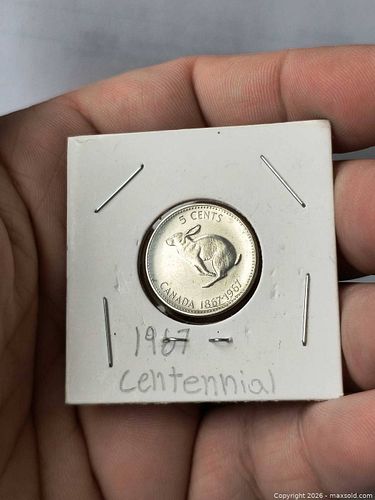 5 CENTS
CANADA 1867-1967
1967 -
Centennial
Copyright 2026 - maxsold.com